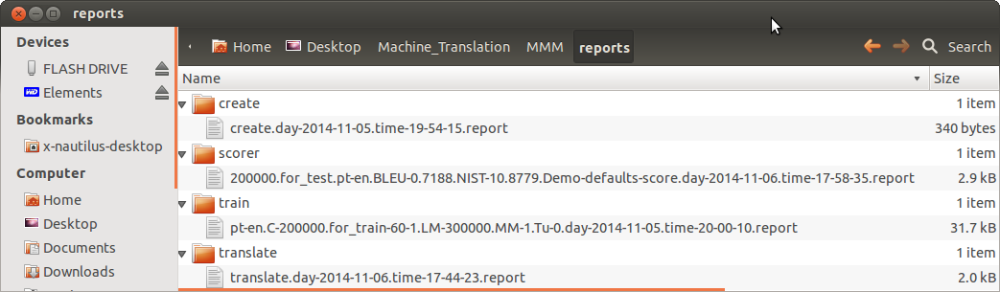 reports
Devices
FLASH DRIVE
Elements
Bookmarks
x-nautilus-desktop
Computer
Home
Desktop
Documents
Downloads
Home Desktop Machine_Translation MMM reports Search
Name Size
create 1 item
create.day-2014-11-05.time-19-54-15.report 340 bytes
scorer 1 item
200000.for_test.pt-en.BLEU-0.7188.NIST-10.8779.Demo-defaults-score.day-2014-11-06.time-17-58-35.report 2.9 kB
train 1 item
pt-en.C-200000.for_train-60-1.LM-300000.MM-1.Tu-0.day-2014-11-05.time-20-00-10.report 31.7 kB
translate 1 item
translate.day-2014-11-06.time-17-44-23.report 2.0 kB